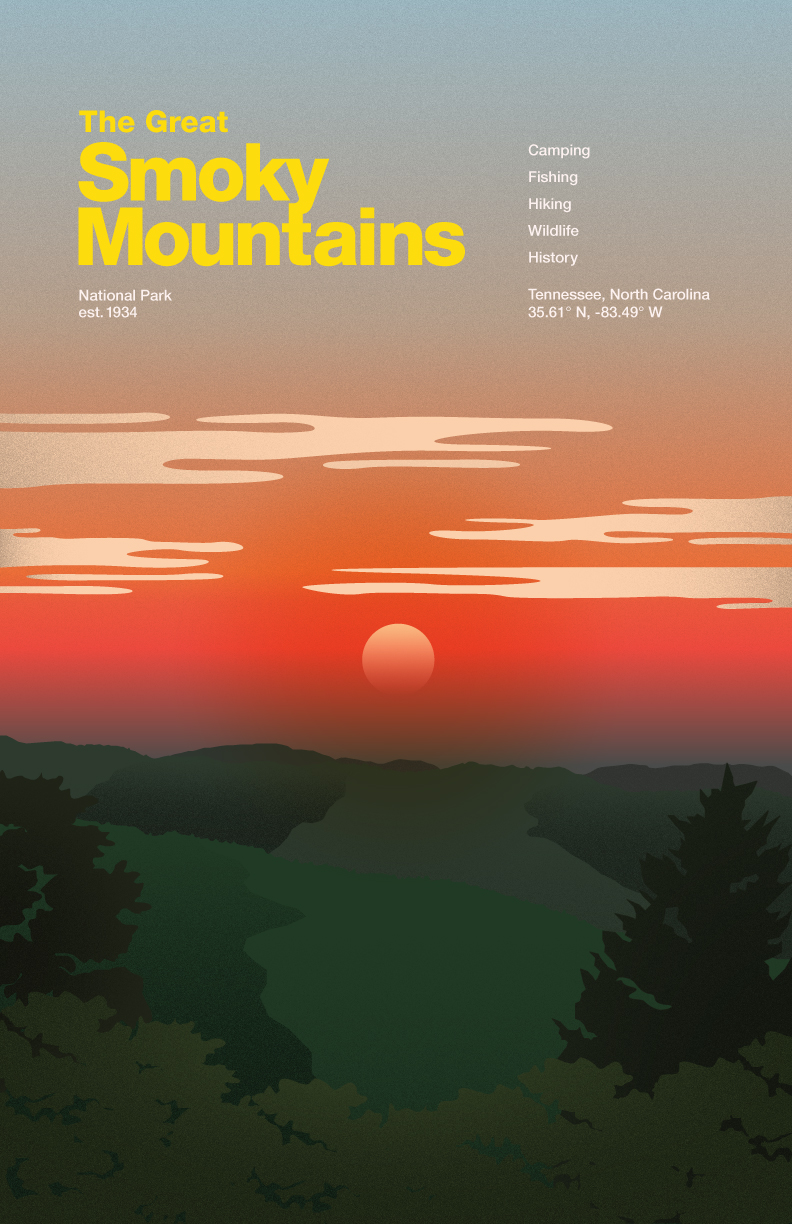 The Great
Smoky
Mountains
National Park
est. 1934
Camping
Fishing
Hiking
Wildlife
History
Tennessee, North Carolina
35.61° N, -83.49° W